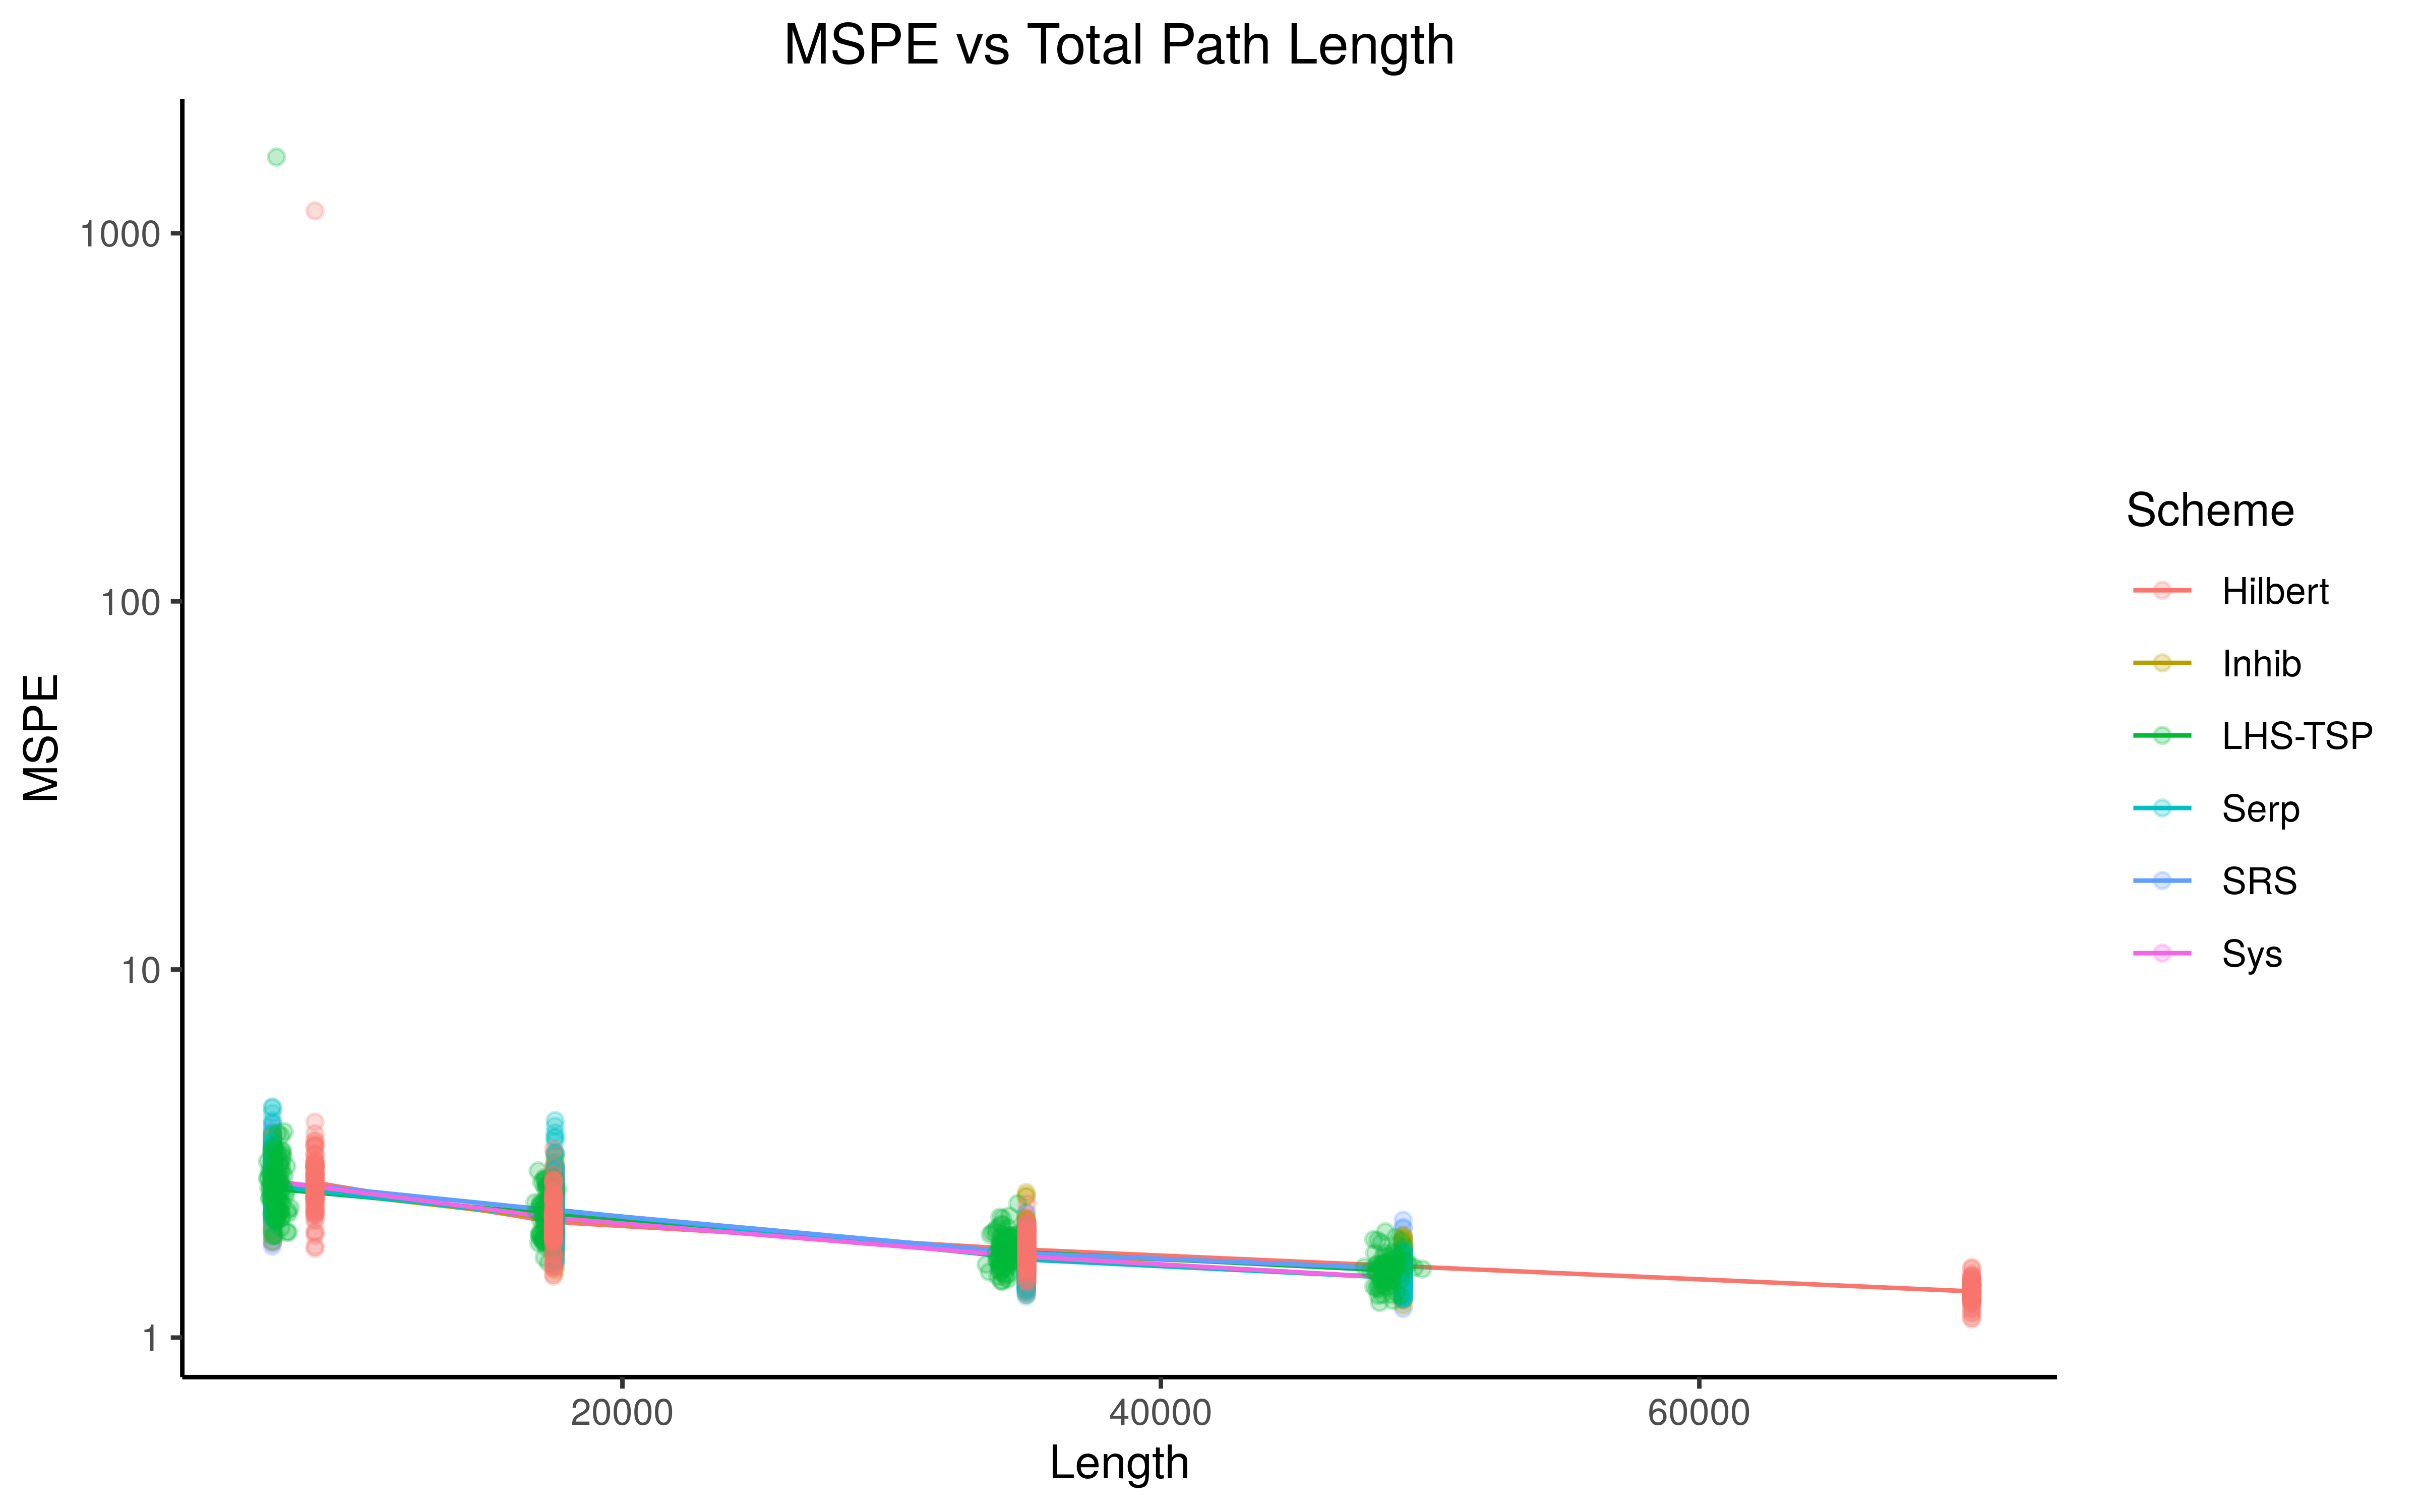 MSPE vs Total Path Length
MSPE
1000
100
10
1
20000
40000
60000
Length
Scheme
Hilbert
Inhib
LHS-TSP
Serp
SRS
Sys